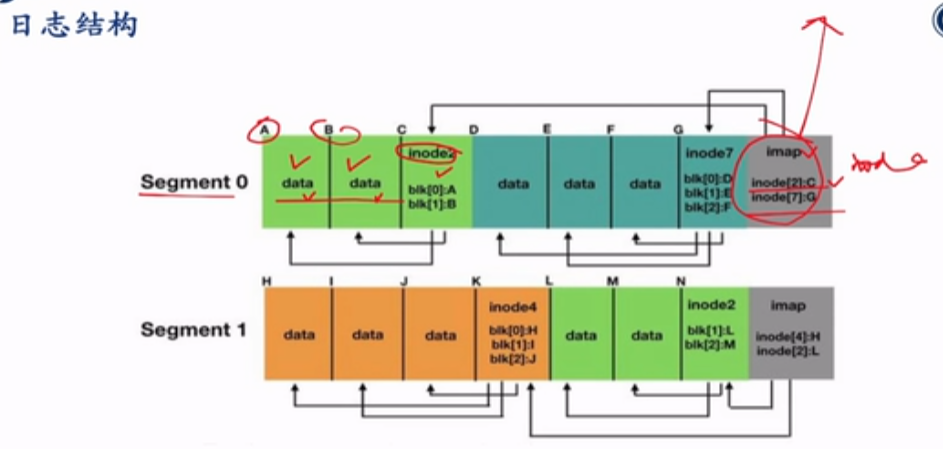 日志结构
A B C D E F G
inode2 inode7 imap
Segment 0 data data blk[0]:A data data data blk[0]:D inode[2]:C
blk[1]:B blk[1]:E inode[7]:G
blk[2]:F
inode
H I J K L M N
inode4 inode2 imap
Segment 1 data data data blk[0]:H data data blk[1]:L inode[4]:H
blk[1]:I blk[2]:M inode[2]:L
blk[2]:J